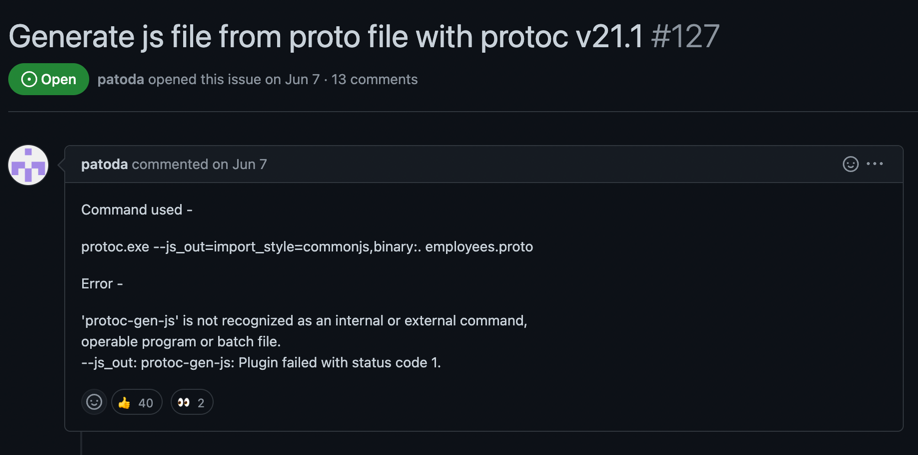 Generate js file from proto file with protoc v21.1 #127
Open patoda opened this issue on Jun 7 · 13 comments
patoda commented on Jun 7
Command used -
protoc.exe --js_out=import_style=commonjs,binary:. employees.proto
Error -
'protoc-gen-js' is not recognized as an internal or external command,
operable program or batch file.
--js_out: protoc-gen-js: Plugin failed with status code 1.
👍 40 👀 2